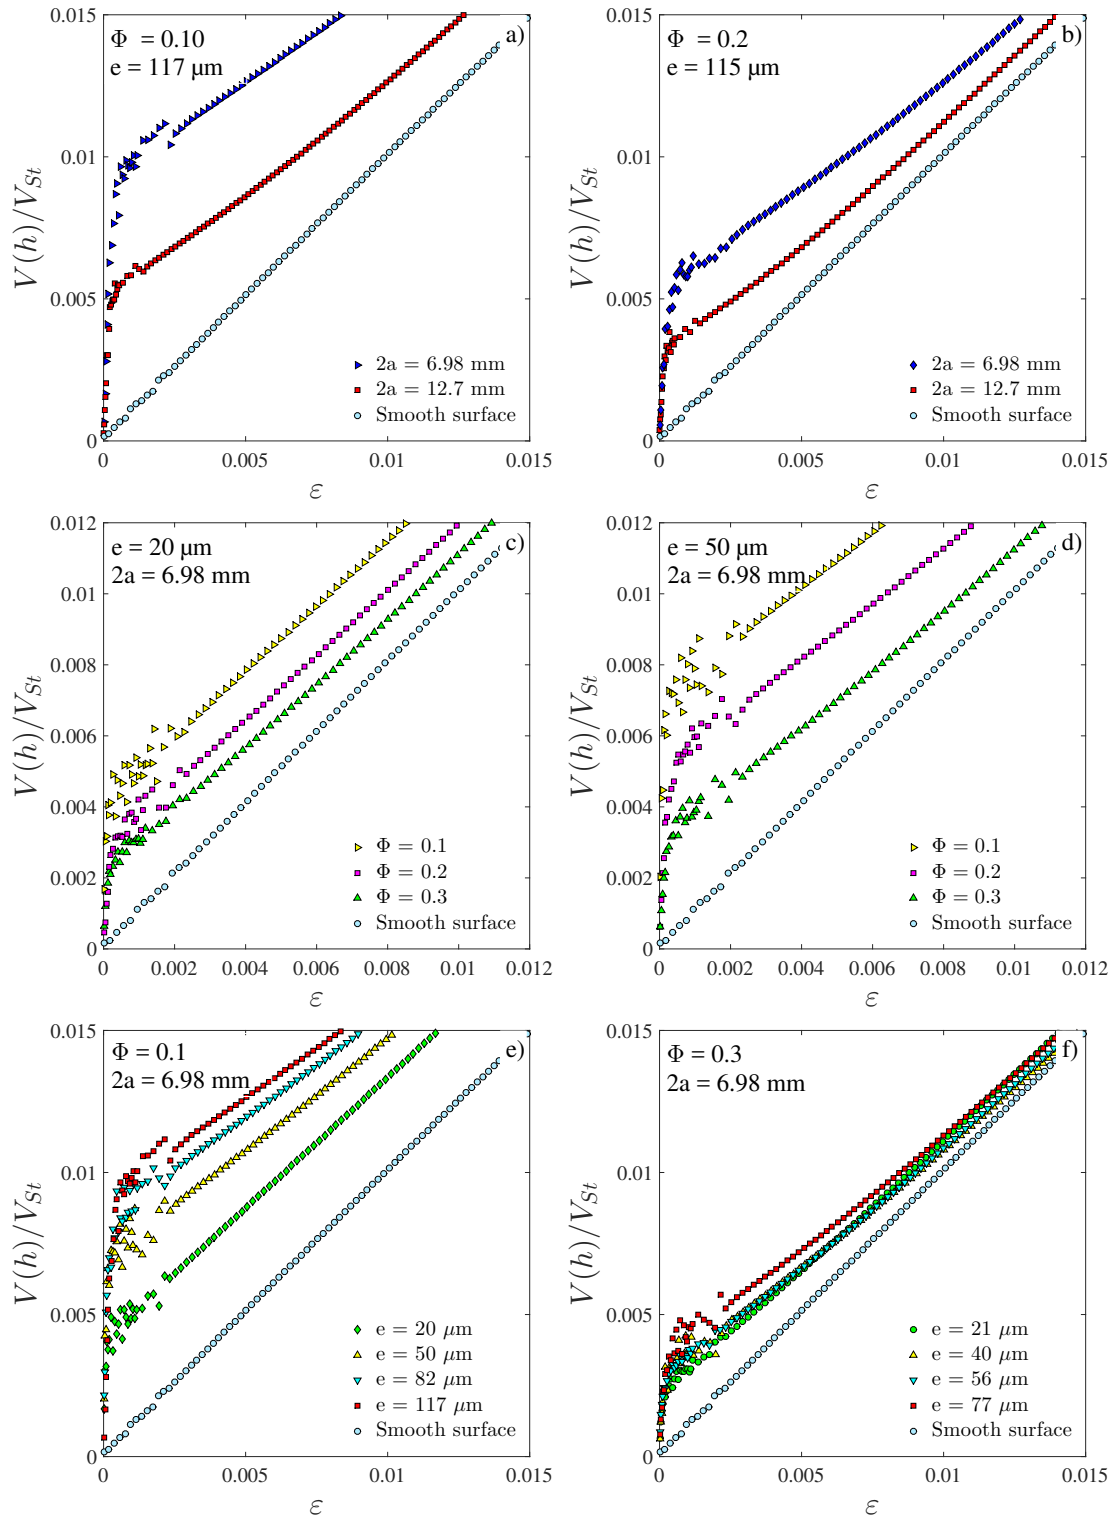 0.015
0.01
0.005
0
0
0.005
0.01
0.015
V(h)/V_St
ε
Φ = 0.10
e = 117 μm
a)
2a = 6.98 mm
2a = 12.7 mm
Smooth surface
0.015
0.01
0.005
0
0
0.005
0.01
0.015
V(h)/V_St
ε
Φ = 0.2
e = 115 μm
b)
2a = 6.98 mm
2a = 12.7 mm
Smooth surface
0.012
0.01
0.008
0.006
0.004
0.002
0
0
0.002
0.004
0.006
0.008
0.01
0.012
V(h)/V_St
ε
e = 20 μm
2a = 6.98 mm
c)
Φ = 0.1
Φ = 0.2
Φ = 0.3
Smooth surface
0.012
0.01
0.008
0.006
0.004
0.002
0
0
0.002
0.004
0.006
0.008
0.01
0.012
V(h)/V_St
ε
e = 50 μm
2a = 6.98 mm
d)
Φ = 0.1
Φ = 0.2
Φ = 0.3
Smooth surface
0.015
0.01
0.005
0
0
0.005
0.01
0.015
V(h)/V_St
ε
Φ = 0.1
2a = 6.98 mm
e)
e = 20 μm
e = 50 μm
e = 82 μm
e = 117 μm
Smooth surface
0.015
0.01
0.005
0
0
0.005
0.01
0.015
V(h)/V_St
ε
Φ = 0.3
2a = 6.98 mm
f)
e = 21 μm
e = 40 μm
e = 56 μm
e = 77 μm
Smooth surface